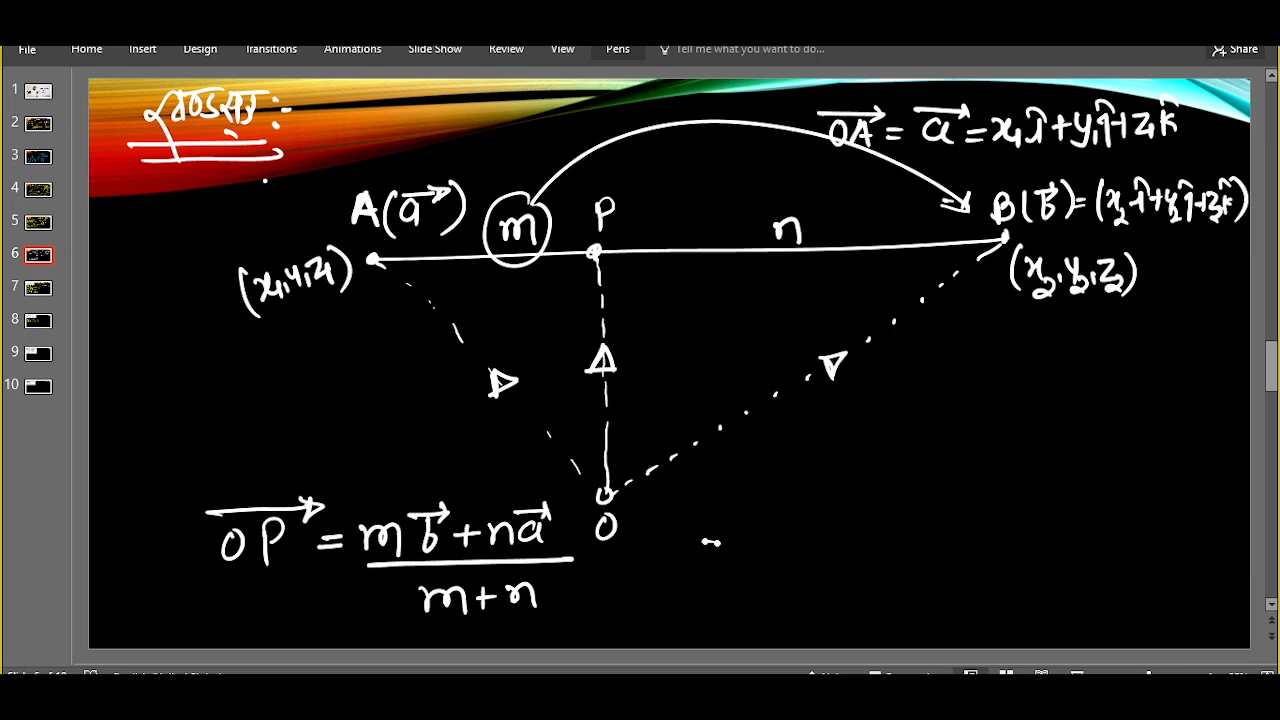 File Home Insert Design Transitions Animations Slide Show Review View Pens Tell me what you want to do... Share
1
2
3
4
5
6
7
8
9
10
OA = a = x₁î + y₁ĵ + z₁k̂
A(a) m P n B(b) = (x₂î + y₂ĵ + z₂k̂)
(x₁, y₁, z₁) (x₂, y₂, z₂)
O
OP = mb + na
m + n